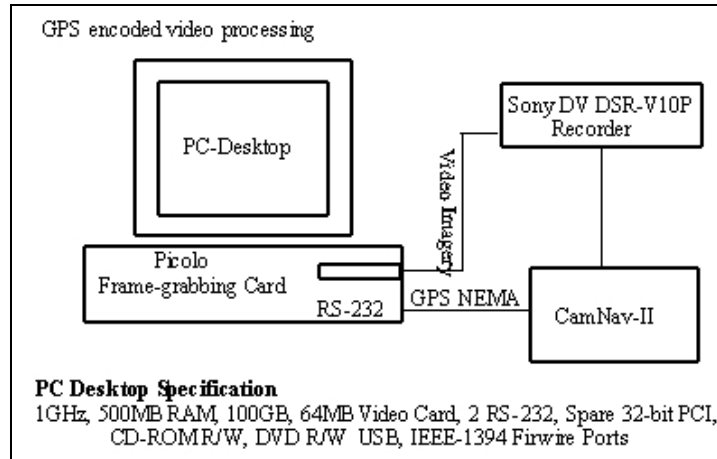 GPS encoded video processing
PC-Desktop
Sony DV DSR-V10P
Recorder
Video Imagery
Picolo
Frame-grabbing Card
RS-232
GPS NEMA
CamNav-II
PC Desktop Specification
1GHz, 500MB RAM, 100GB, 64MB Video Card, 2 RS-232, Spare 32-bit PCI,
CD-ROM R/W, DVD R/W USB, IEEE-1394 Firwire Ports